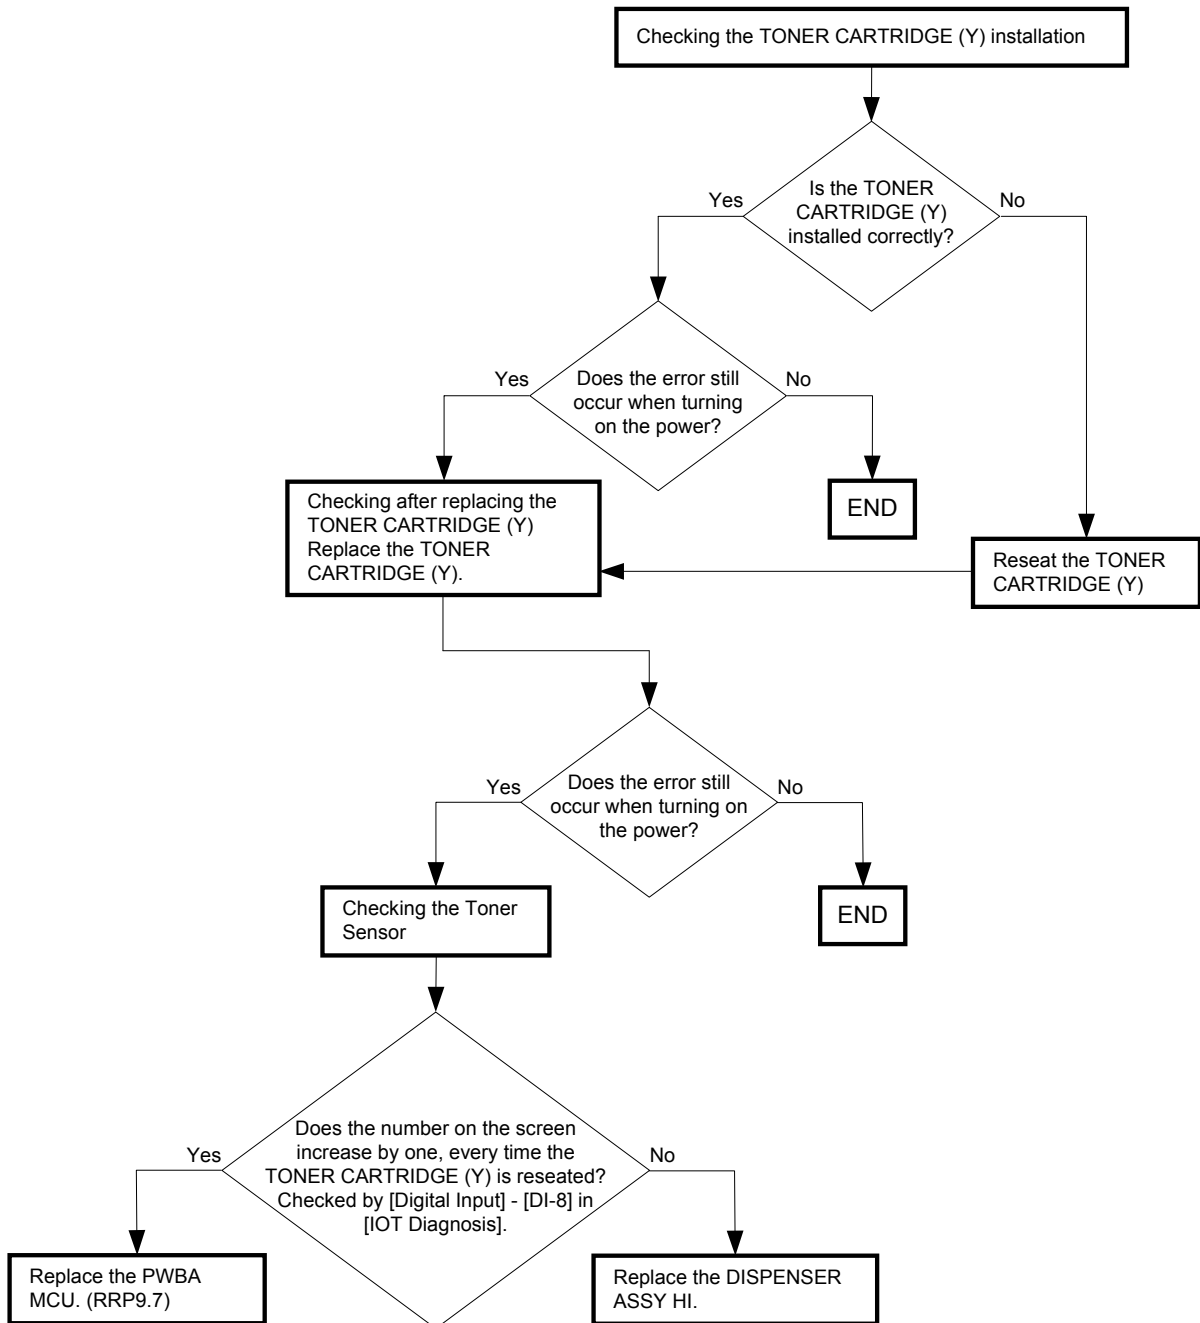 Checking the TONER CARTRIDGE (Y) installation
Is the TONER
CARTRIDGE (Y)
installed correctly?
Yes
No
Does the error still
occur when turning
on the power?
Yes
No
Checking after replacing the
TONER CARTRIDGE (Y)
Replace the TONER
CARTRIDGE (Y).
END
Reseat the TONER
CARTRIDGE (Y)
Does the error still
occur when turning on
the power?
Yes
No
Checking the Toner
Sensor
END
Does the number on the screen
increase by one, every time the
TONER CARTRIDGE (Y) is reseated?
Checked by [Digital Input] - [DI-8] in
[IOT Diagnosis].
Yes
No
Replace the PWBA
MCU. (RRP9.7)
Replace the DISPENSER
ASSY HI.